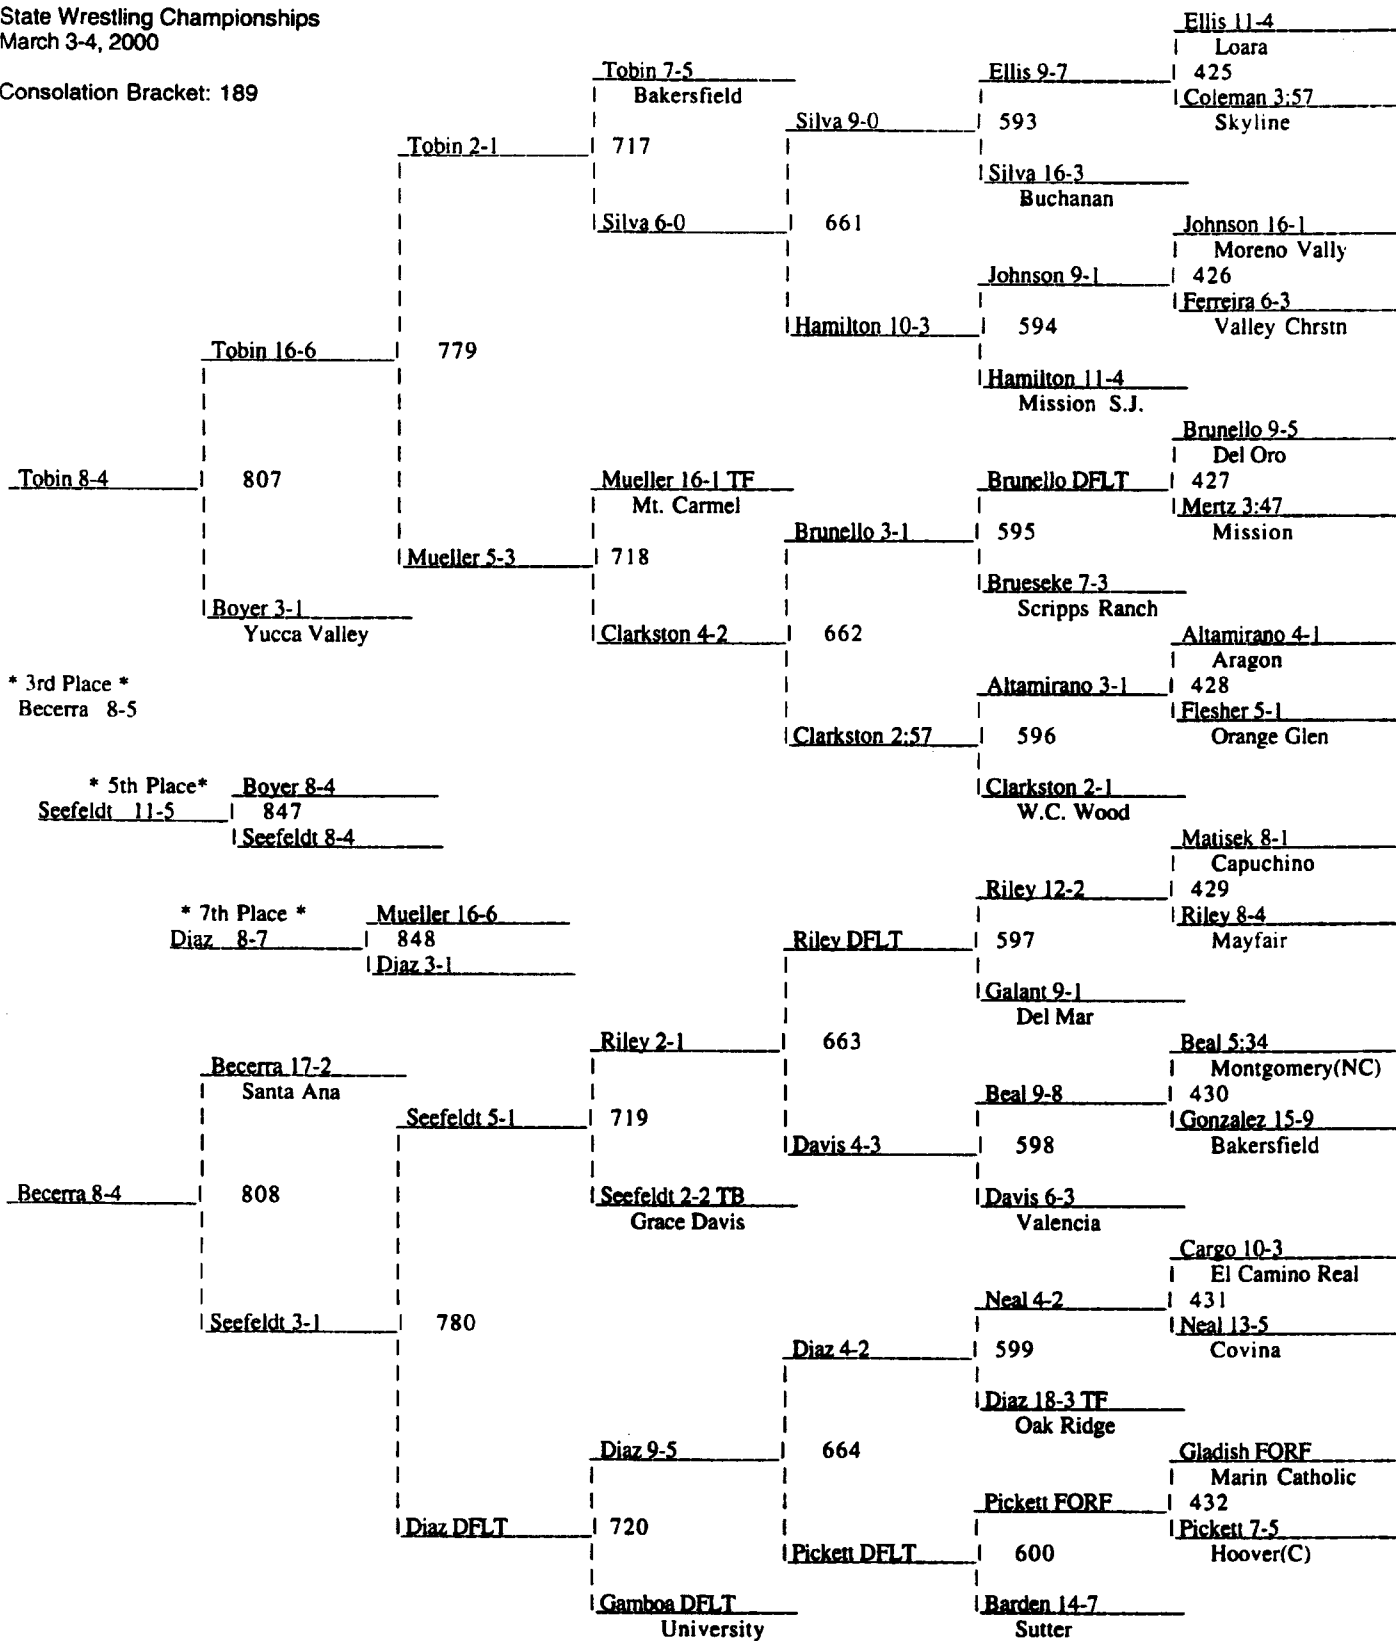 State Wrestling Championships
March 3-4, 2000
Consolation Bracket: 189
Ellis 11-4
Loara
425
Coleman 3:57
Skyline
Johnson 16-1
Moreno Vally
426
Ferreira 6-3
Valley Chrstn
Brunello 9-5
Del Oro
427
Mertz 3:47
Mission
Altamirano 4-1
Aragon
428
Flesher 5-1
Orange Glen
Matisek 8-1
Capuchino
429
Riley 8-4
Mayfair
Beal 5:34
Montgomery(NC)
430
Gonzalez 15-9
Bakersfield
Cargo 10-3
El Camino Real
431
Neal 13-5
Covina
Gladish FORF
Marin Catholic
432
Pickett 7-5
Hoover(C)
Ellis 9-7
593
Silva 16-3
Buchanan
Johnson 9-1
594
Hamilton 11-4
Mission S.J.
Brunello DFLT
595
Brueseke 7-3
Scripps Ranch
Altamirano 3-1
596
Clarkston 2-1
W.C. Wood
Riley 12-2
597
Galant 9-1
Del Mar
Beal 9-8
598
Davis 6-3
Valencia
Neal 4-2
599
Diaz 18-3 TF
Oak Ridge
Pickett FORF
600
Barden 14-7
Sutter
Silva 9-0
661
Hamilton 10-3
Brunello 3-1
662
Clarkston 2:57
Riley DFLT
663
Davis 4-3
Diaz 4-2
664
Pickett DFLT
Tobin 7-5
Bakersfield
717
Silva 6-0
Mueller 16-1 TF
Mt. Carmel
718
Clarkston 4-2
Riley 2-1
719
Seefeldt 2-2 TB
Grace Davis
Diaz 9-5
720
Gamboa DFLT
University
Tobin 2-1
779
Mueller 5-3
Seefeldt 5-1
780
Diaz DFLT
Tobin 16-6
807
Boyer 3-1
Yucca Valley
Becerra 17-2
Santa Ana
808
Seefeldt 3-1
Tobin 8-4
Becerra 8-4
* 3rd Place *
Becerra 8-5
* 5th Place*
Seefeldt 11-5
Boyer 8-4
847
Seefeldt 8-4
* 7th Place *
Diaz 8-7
Mueller 16-6
848
Diaz 3-1